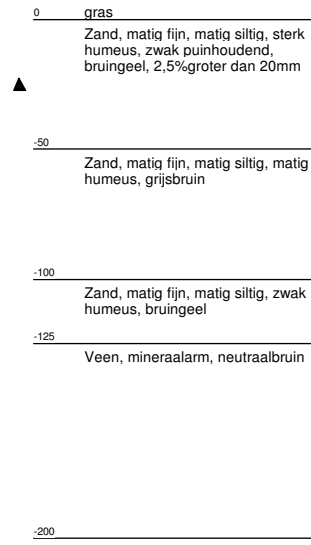 0 gras
Zand, matig fijn, matig siltig, sterk
humeus, zwak puinhoudend,
bruingeel, 2,5%groter dan 20mm
-50
Zand, matig fijn, matig siltig, matig
humeus, grijsbruin
-100
Zand, matig fijn, matig siltig, zwak
humeus, bruingeel
-125
Veen, mineraalarm, neutraalbruin
-200